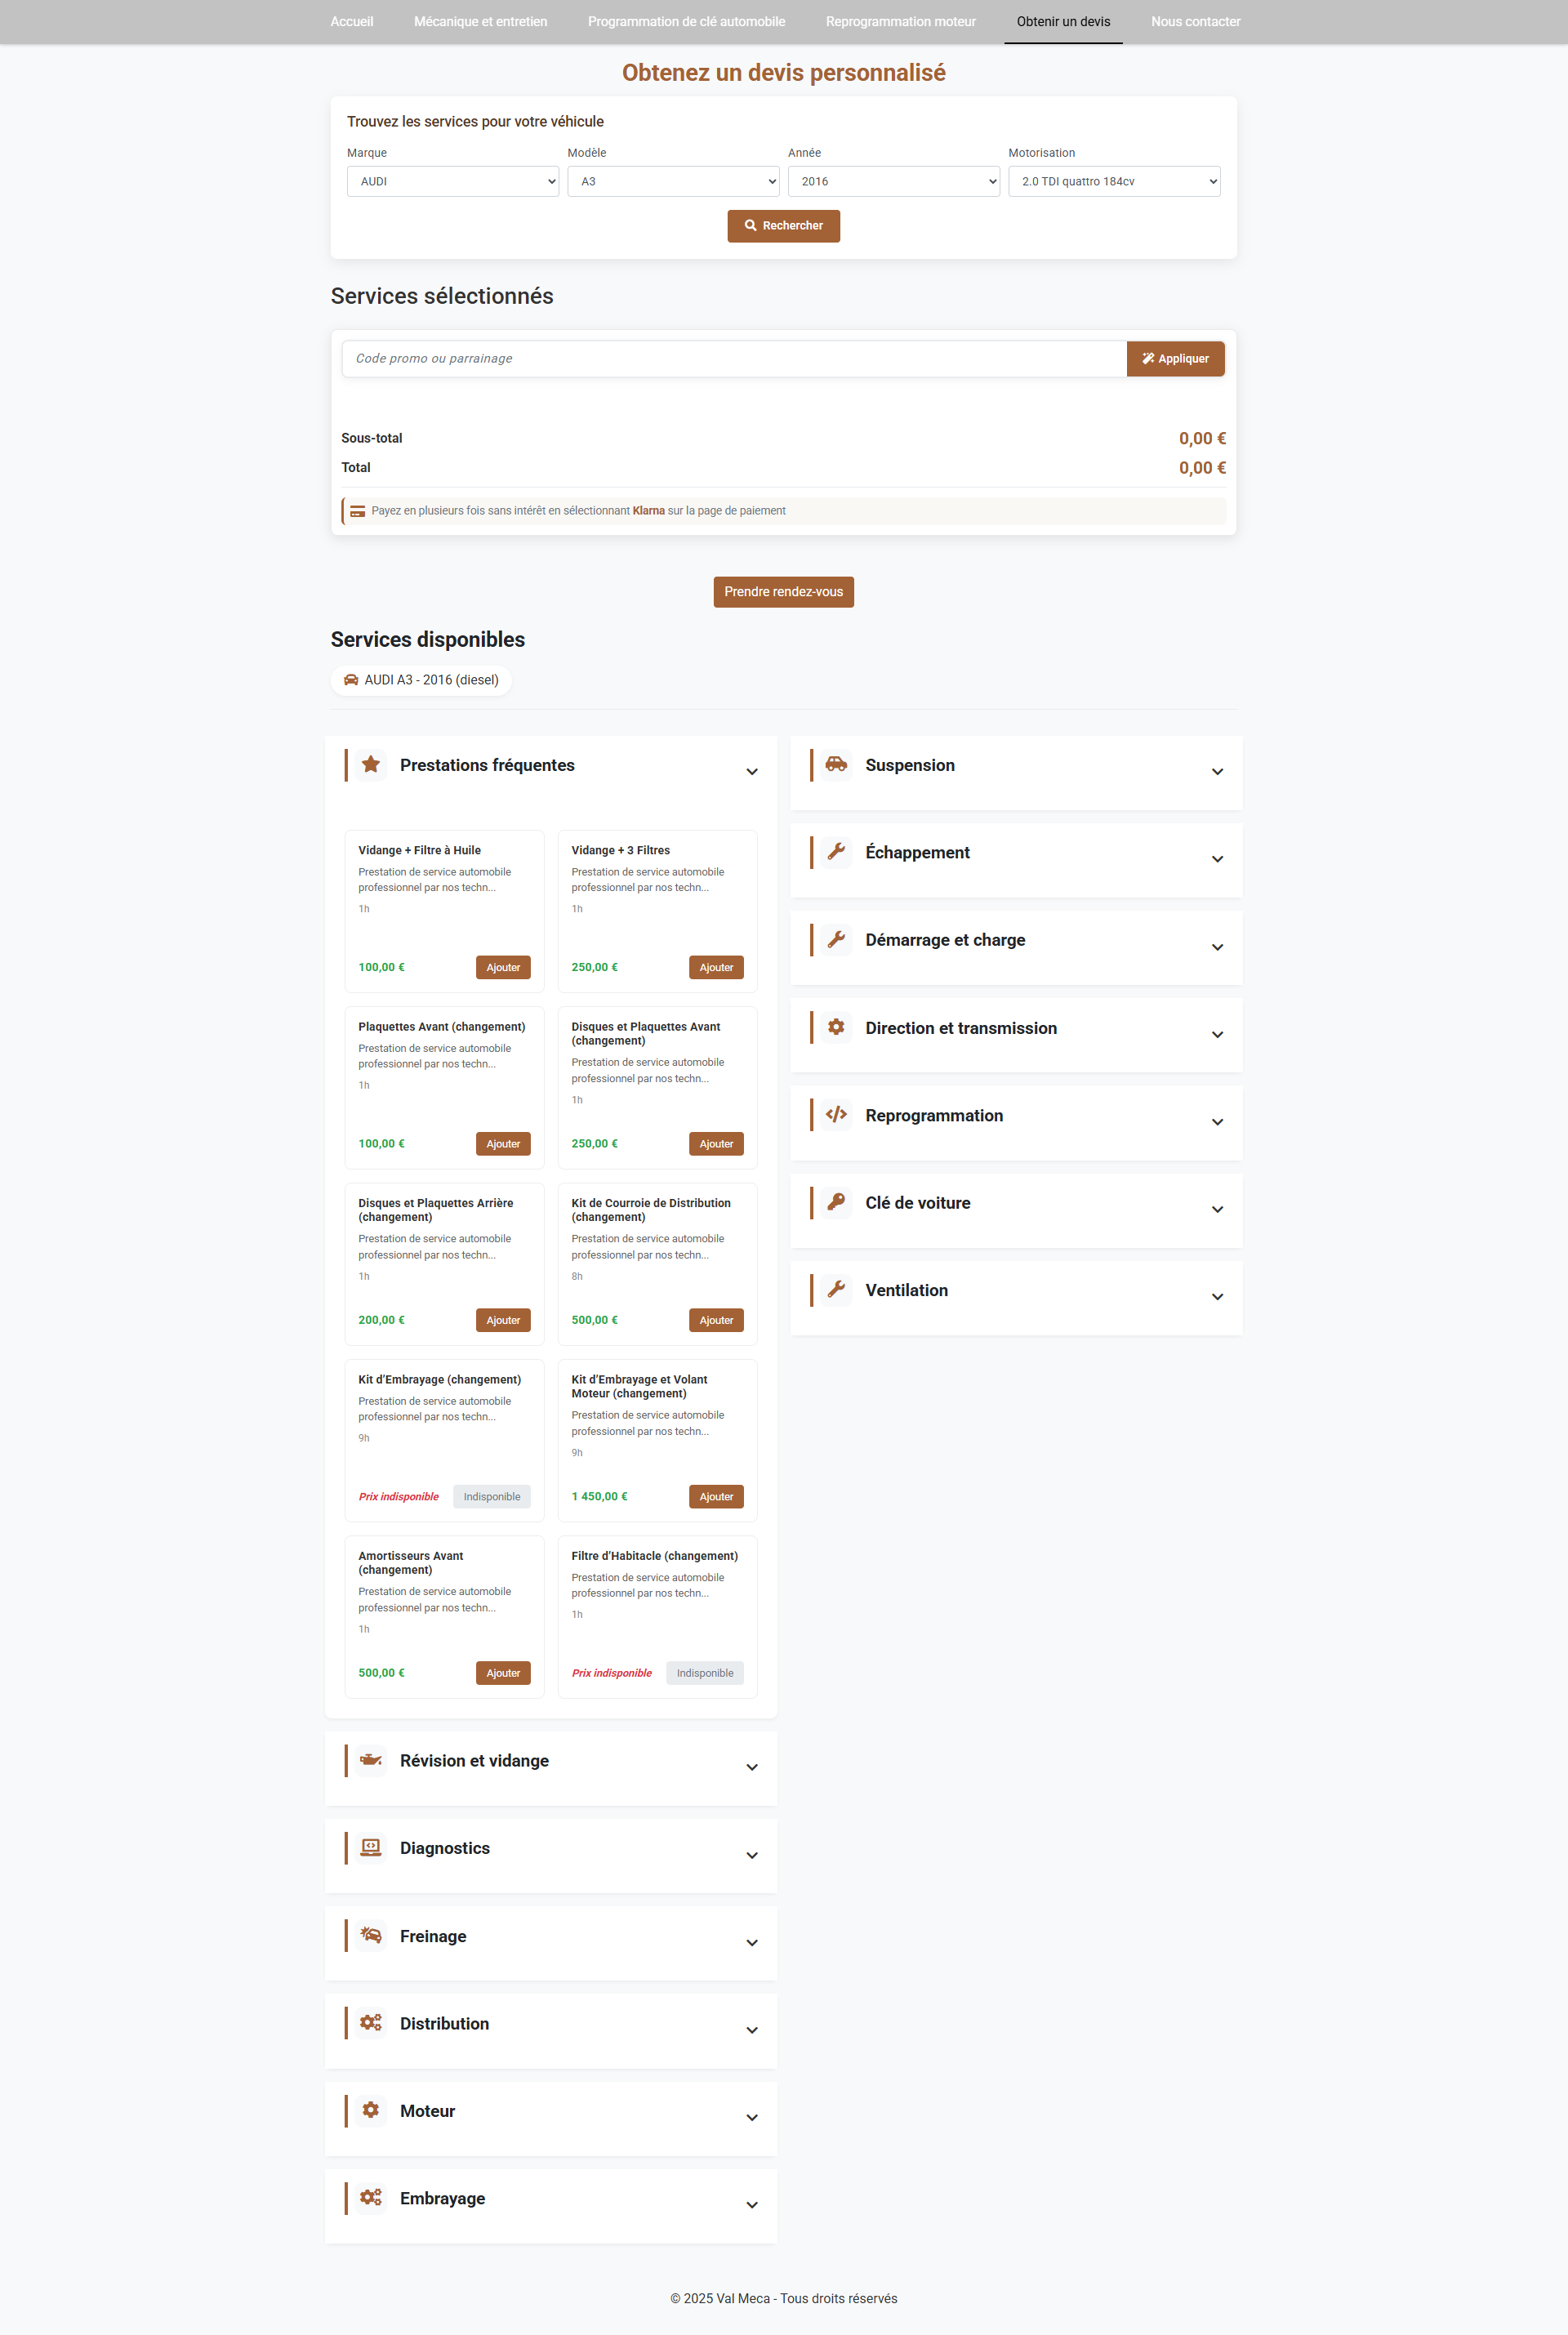 Accueil
Mécanique et entretien
Programmation de clé automobile
Reprogrammation moteur
Obtenir un devis
Nous contacter
Obtenez un devis personnalisé
Trouvez les services pour votre véhicule
Marque
Modèle
Année
Motorisation
AUDI
A3
2016
2.0 TDI quattro 184cv
Rechercher
Services sélectionnés
Code promo ou parrainage
Appliquer
Sous-total
0,00 €
Total
0,00 €
Payez en plusieurs fois sans intérêt en sélectionnant Klarna sur la page de paiement
Prendre rendez-vous
Services disponibles
AUDI A3 - 2016 (diesel)
Prestations fréquentes
Vidange + Filtre à Huile
Prestation de service automobile
professionnel par nos techn...
1h
100,00 €
Ajouter
Vidange + 3 Filtres
Prestation de service automobile
professionnel par nos techn...
1h
250,00 €
Ajouter
Plaquettes Avant (changement)
Prestation de service automobile
professionnel par nos techn...
1h
100,00 €
Ajouter
Disques et Plaquettes Avant
(changement)
Prestation de service automobile
professionnel par nos techn...
1h
250,00 €
Ajouter
Disques et Plaquettes Arrière
(changement)
Prestation de service automobile
professionnel par nos techn...
1h
200,00 €
Ajouter
Kit de Courroie de Distribution
(changement)
Prestation de service automobile
professionnel par nos techn...
8h
500,00 €
Ajouter
Kit d'Embrayage (changement)
Prestation de service automobile
professionnel par nos techn...
9h
Prix indisponible
Indisponible
Kit d'Embrayage et Volant
Moteur (changement)
Prestation de service automobile
professionnel par nos techn...
9h
1 450,00 €
Ajouter
Amortisseurs Avant
(changement)
Prestation de service automobile
professionnel par nos techn...
1h
500,00 €
Ajouter
Filtre d'Habitacle (changement)
Prestation de service automobile
professionnel par nos techn...
1h
Prix indisponible
Indisponible
Révision et vidange
Diagnostics
Freinage
Distribution
Moteur
Embrayage
Suspension
Échappement
Démarrage et charge
Direction et transmission
Reprogrammation
Clé de voiture
Ventilation
© 2025 Val Meca - Tous droits réservés